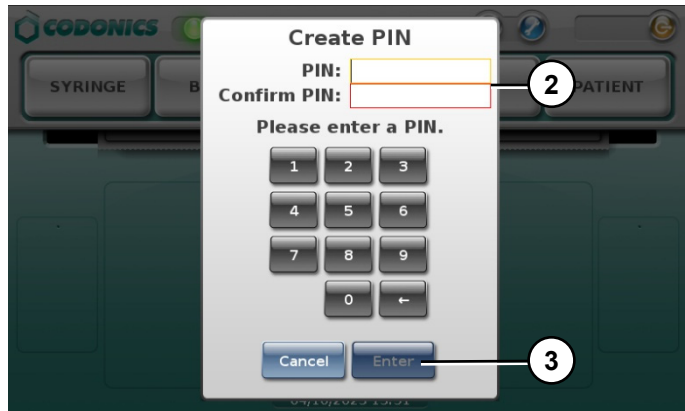 CODONICS
Create PIN
PIN:
Confirm PIN:
2
SYRINGE
B
PATIENT
Please enter a PIN.
1 2 3
4 5 6
7 8 9
0 ←
Cancel Enter
3